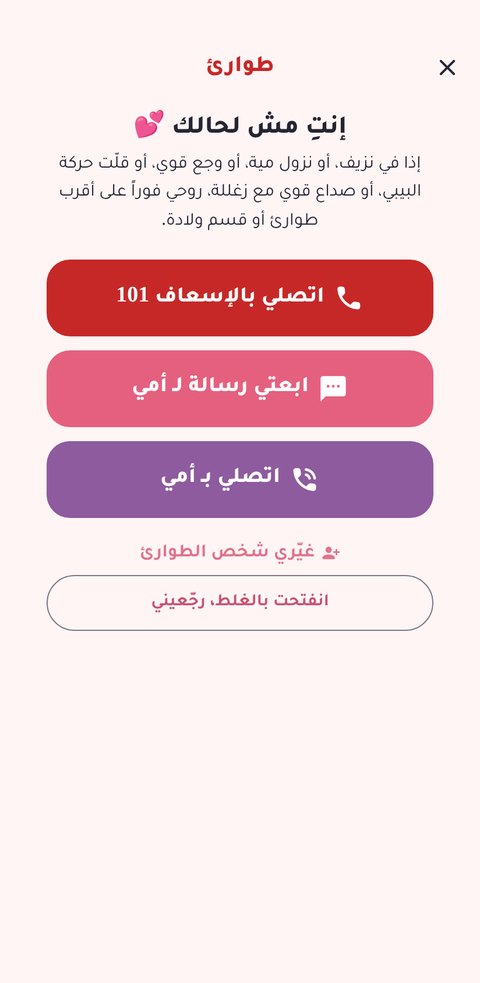 طوارئ
إنتِ مش لحالك 💕
إذا في نزيف، أو نزول مية، أو وجع قوي، أو قلّت حركة
البيبي، أو صداع قوي مع زغللة، روحي فوراً على أقرب
طوارئ أو قسم ولادة.
اتصلي بالإسعاف 101
ابعتي رسالة لـ أمي
اتصلي بـ أمي
غيّري شخص الطوارئ
انفتحت بالغلط، رجّعيني